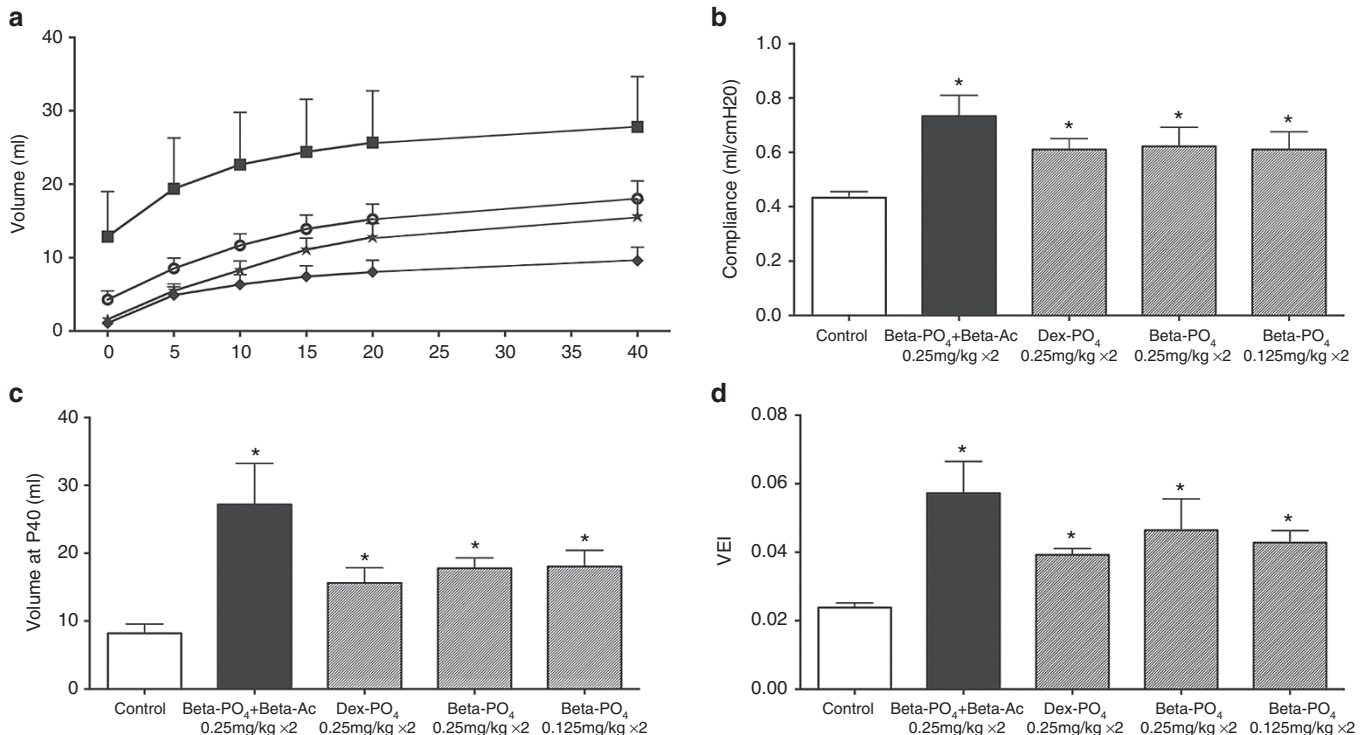 a
40
30
20
10
0
Volume (ml)
0 5 10 15 20 25 30 35 40
b
1.0
0.8
0.6
0.4
0.2
0.0
Compliance (ml/cmH20)
*
*
*
*
Control Beta-PO₄+Beta-Ac Dex-PO₄ Beta-PO₄ Beta-PO₄
0.25mg/kg ×2 0.25mg/kg ×2 0.25mg/kg ×2 0.125mg/kg ×2
c
40
30
20
10
0
Volume at P40 (ml)
*
*
*
*
Control Beta-PO₄+Beta-Ac Dex-PO₄ Beta-PO₄ Beta-PO₄
0.25mg/kg ×2 0.25mg/kg ×2 0.25mg/kg ×2 0.125mg/kg ×2
d
0.08
0.06
0.04
0.02
0.00
VEI
*
*
*
*
Control Beta-PO₄+Beta-Ac Dex-PO₄ Beta-PO₄ Beta-PO₄
0.25mg/kg ×2 0.25mg/kg ×2 0.25mg/kg ×2 0.125mg/kg ×2